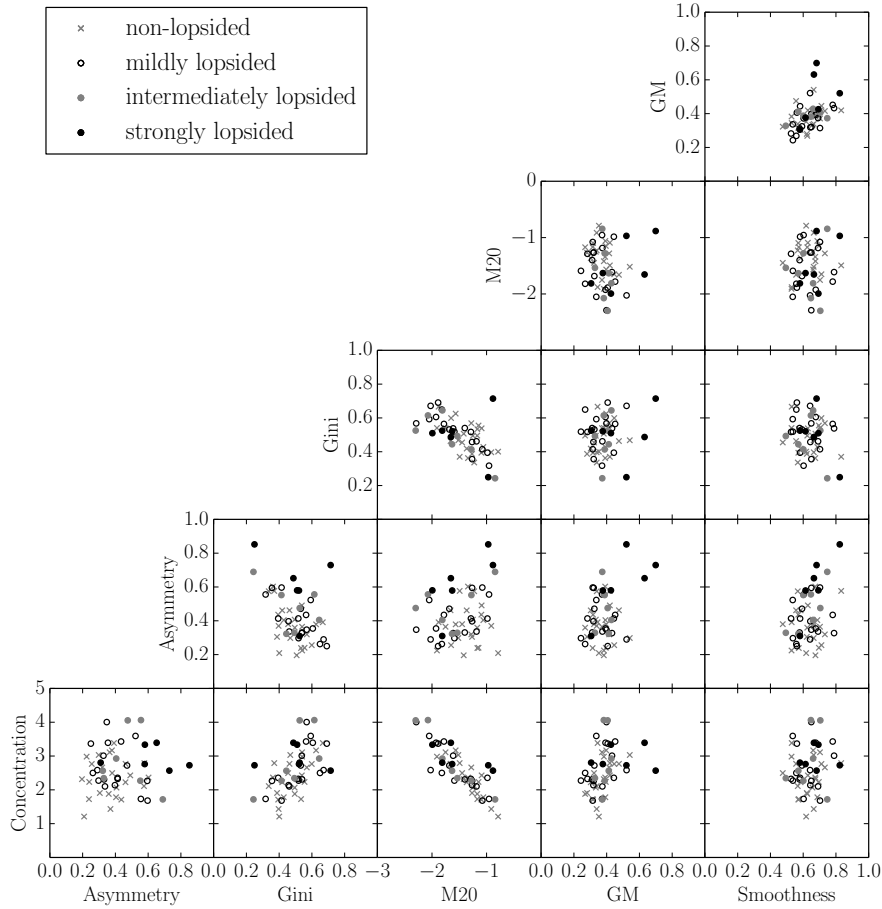 non-lopsided
mildly lopsided
intermediately lopsided
strongly lopsided
1.0
0.8
0.6
0.4
0.2
GM
0
−1
−2
M20
1.0
0.8
0.6
0.4
0.2
Gini
1.0
0.8
0.6
0.4
0.2
Asymmetry
5
4
3
2
1
Concentration
0.0 0.2 0.4 0.6 0.8
0.0 0.2 0.4 0.6 0.8
−3 −2 −1
0.0 0.2 0.4 0.6 0.8
0.0 0.2 0.4 0.6 0.8 1.0
Asymmetry Gini M20 GM Smoothness